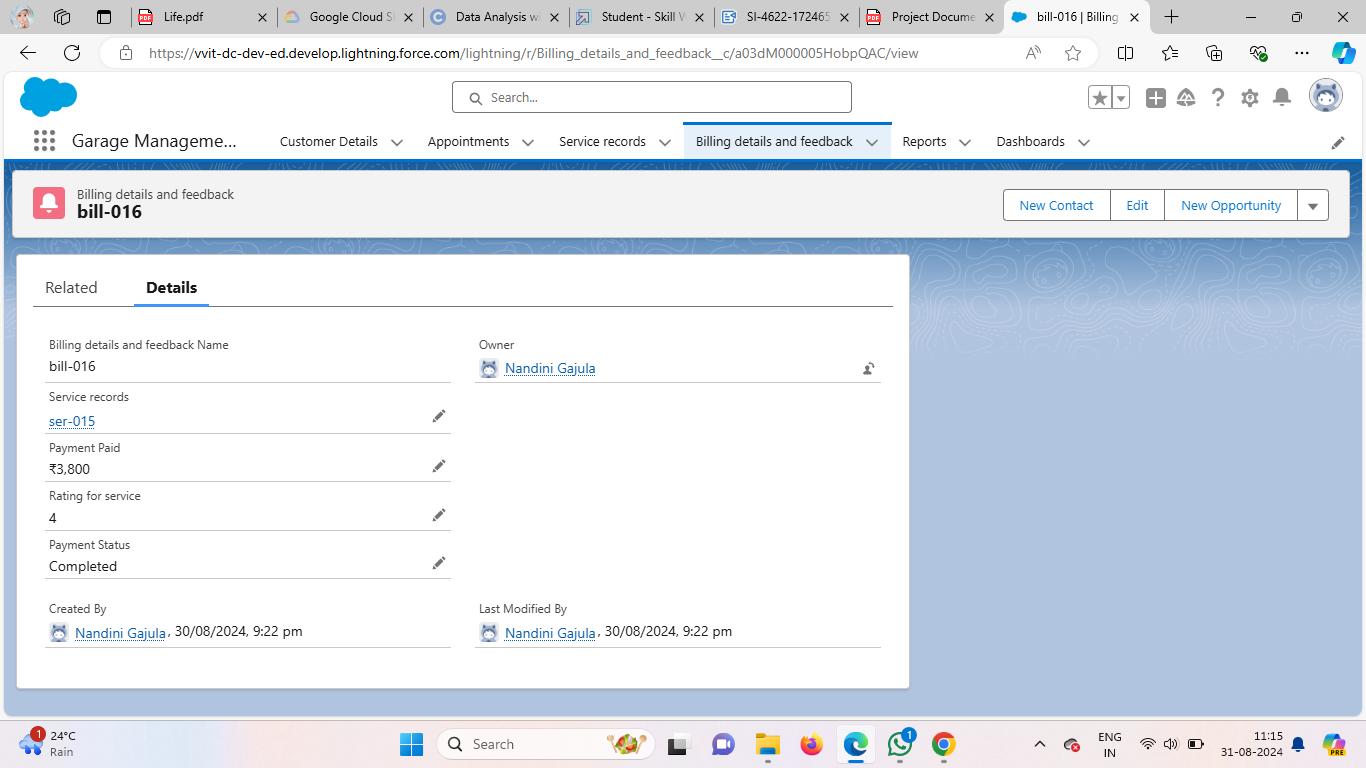 Life.pdf
Google Cloud S
Data Analysis w
Student - Skill
SI-4622-172465
Project Docume
bill-016 | Billing
https://vvit-dc-dev-ed.develop.lightning.force.com/lightning/r/Billing_details_and_feedback__c/a03dM000005HobpQAC/view
Search...
Garage Manageme...
Customer Details
Appointments
Service records
Billing details and feedback
Reports
Dashboards
Billing details and feedback
bill-016
New Contact
Edit
New Opportunity
Related
Details
Billing details and feedback Name
bill-016
Owner
Nandini Gajula
Service records
ser-015
Payment Paid
₹3,800
Rating for service
4
Payment Status
Completed
Created By
Nandini Gajula, 30/08/2024, 9:22 pm
Last Modified By
Nandini Gajula, 30/08/2024, 9:22 pm
1
24°C
Rain
Search
1
ENG
IN
11:15
31-08-2024
PRE